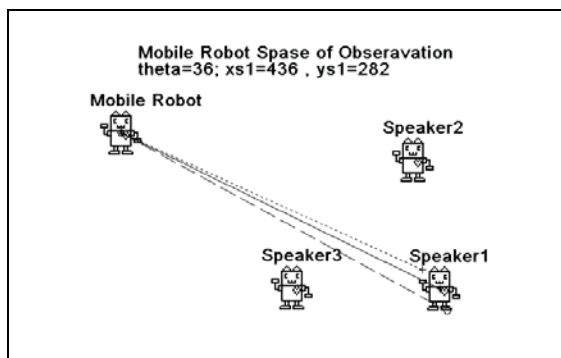 Mobile Robot Spase of Obseravation
theta=36; xs1=436 , ys1=282
Mobile Robot
Speaker2
Speaker3
Speaker1